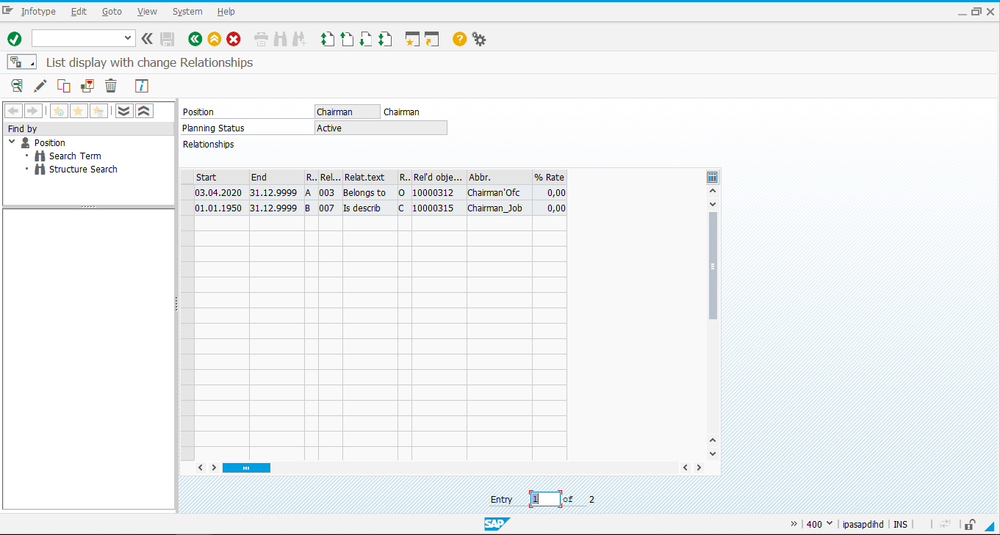 Infotype Edit Goto View System Help
List display with change Relationships
Find by
Position
Search Term
Structure Search
Position Chairman Chairman
Planning Status Active
Relationships
Start End R.. Rel... Relat.text R.. Rel'd obje... Abbr. % Rate
03.04.2020 31.12.9999 A 003 Belongs to O 10000312 Chairman'Ofc 0,00
01.01.1950 31.12.9999 B 007 Is describ C 10000315 Chairman_Job 0,00
Entry 1 of 2
SAP 400 ipasapdihd INS